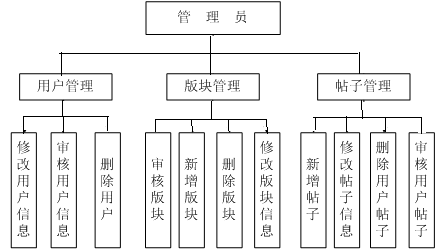 管 理 员
用户管理
版块管理
帖子管理
修改用户信息
审核用户信息
删除用户
审核版块
新增版块
删除版块
修改版块信息
新增帖子
修改帖子信息
删除用户帖子
审核用户帖子